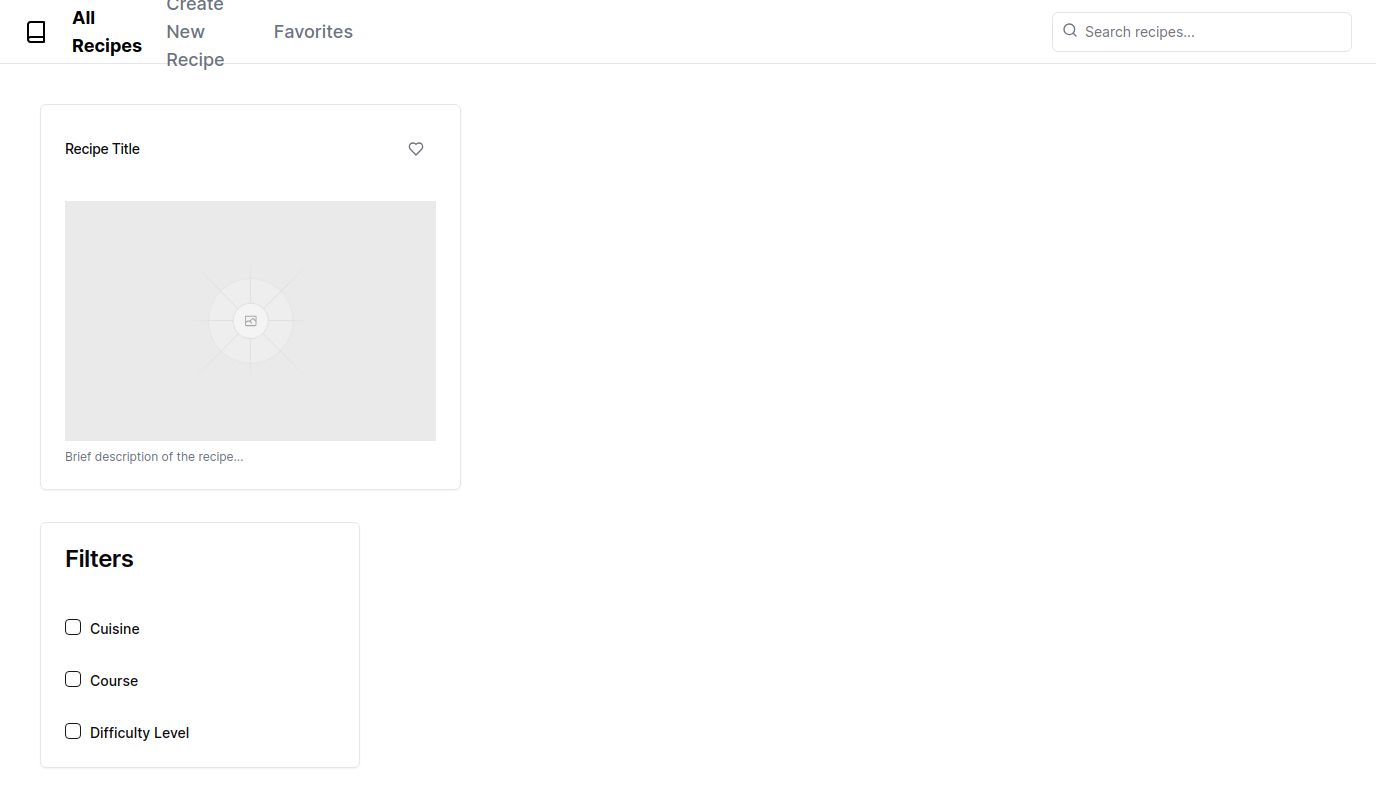 All
Recipes
Create
New
Recipe
Favorites
Search recipes...
Recipe Title
Brief description of the recipe...
Filters
Cuisine
Course
Difficulty Level